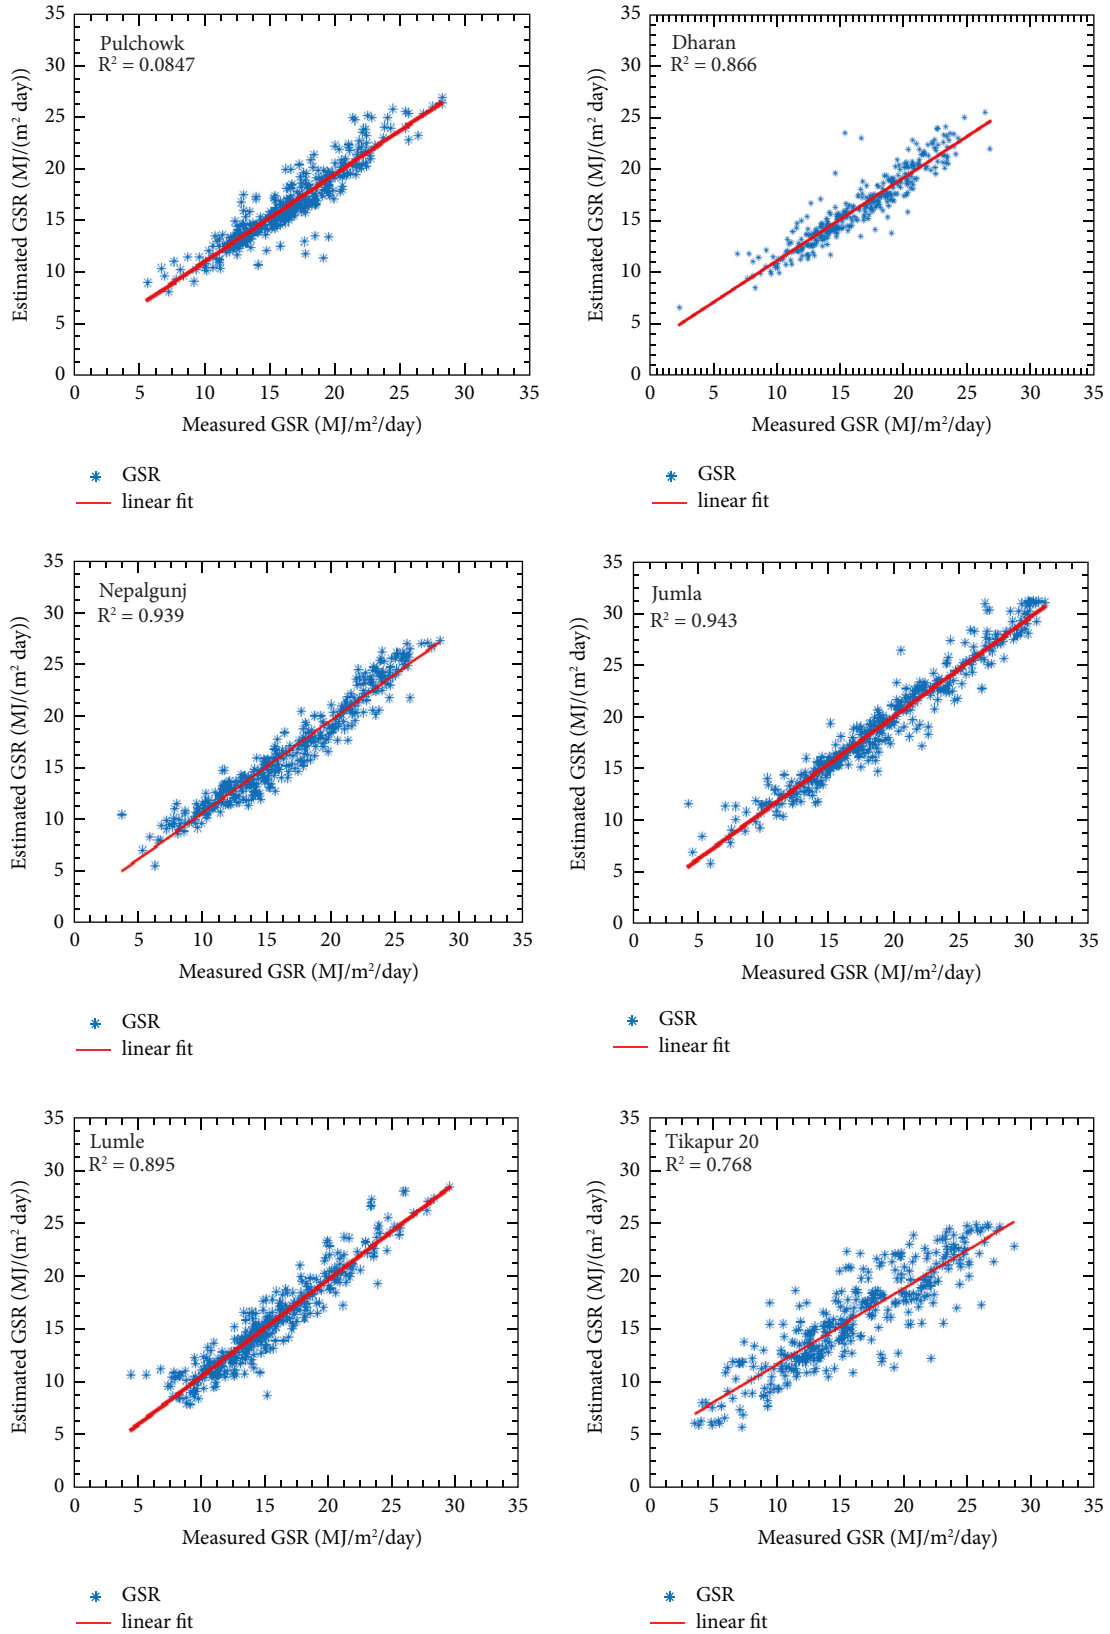 35
30
25
20
15
10
5
0
Estimated GSR (MJ/(m² day))
Pulchowk
R² = 0.0847
0 5 10 15 20 25 30 35
Measured GSR (MJ/m²/day)
GSR
linear fit
35
30
25
20
15
10
5
0
Estimated GSR (MJ/(m² day))
Dharan
R² = 0.866
0 5 10 15 20 25 30 35
Measured GSR (MJ/m²/day)
GSR
linear fit
35
30
25
20
15
10
5
0
Estimated GSR (MJ/(m² day))
Nepalgunj
R² = 0.939
0 5 10 15 20 25 30 35
Measured GSR (MJ/m²/day)
GSR
linear fit
35
30
25
20
15
10
5
0
Estimated GSR (MJ/(m² day))
Jumla
R² = 0.943
0 5 10 15 20 25 30 35
Measured GSR (MJ/m²/day)
GSR
linear fit
35
30
25
20
15
10
5
0
Estimated GSR (MJ/(m² day))
Lumle
R² = 0.895
0 5 10 15 20 25 30 35
Measured GSR (MJ/m²/day)
GSR
linear fit
35
30
25
20
15
10
5
0
Estimated GSR (MJ/(m² day))
Tikapur 20
R² = 0.768
0 5 10 15 20 25 30 35
Measured GSR (MJ/m²/day)
GSR
linear fit